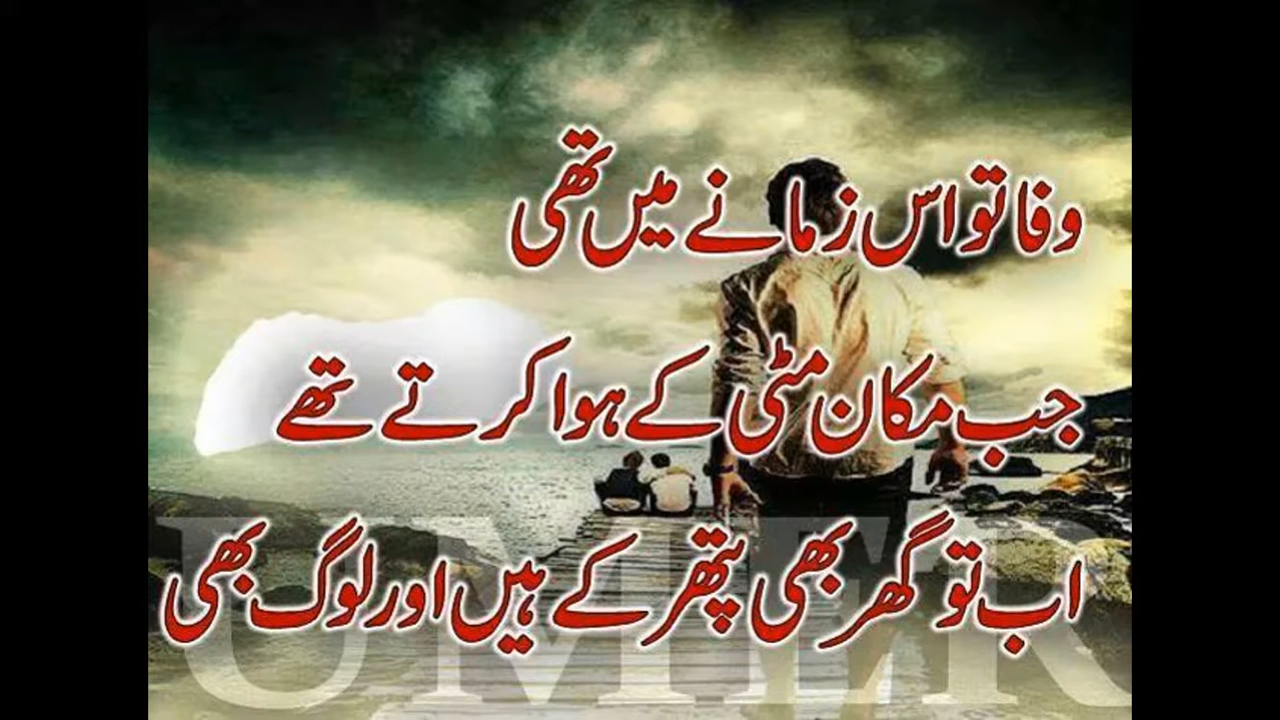 وفا تو اس زمانے میں تھی
جب مکان مٹی کے ہوا کرتے تھے
اب تو گھر بھی پتھر کے ہیں اور لوگ بھی
UMER